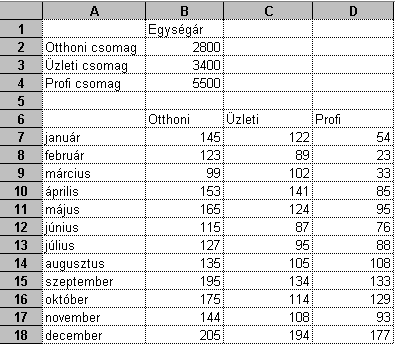 A B C D
1 Egységár
2 Otthoni csomag 2800
3 Üzleti csomag 3400
4 Profi csomag 5500
5
6 Otthoni Üzleti Profi
7 január 145 122 54
8 február 123 89 23
9 március 99 102 33
10 április 153 141 85
11 május 165 124 95
12 június 115 87 76
13 július 127 95 88
14 augusztus 135 105 108
15 szeptember 195 134 133
16 október 175 114 129
17 november 144 108 93
18 december 205 194 177